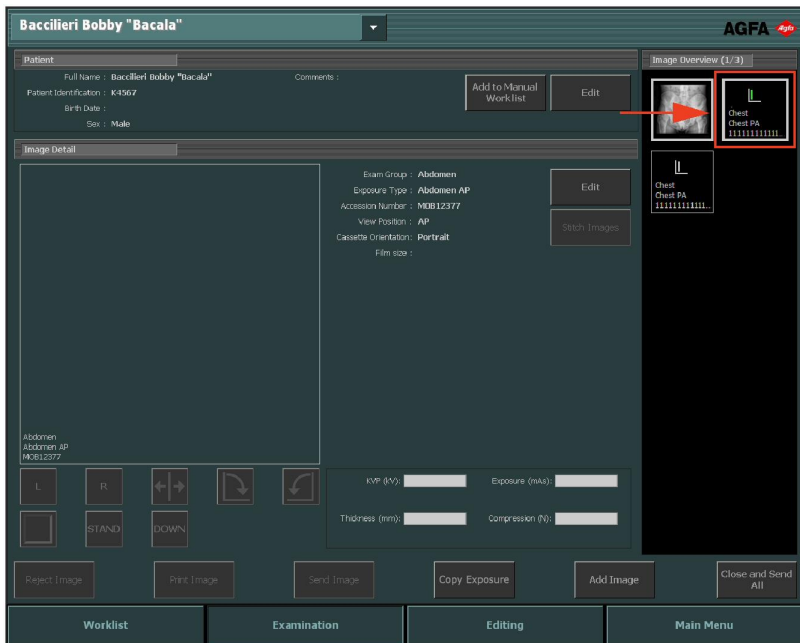 Baccilieri Bobby "Bacala"
AGFA
Agfa
Patient
Full Name : Baccilieri Bobby "Bacala"
Comments :
Patient Identification : K4567
Birth Date :
Sex : Male
Add to Manual
Worklist
Edit
Image Detail
Exam Group : Abdomen
Exposure Type : Abdomen AP
Accession Number : MOB12377
View Position : AP
Cassette Orientation: Portrait
Film size :
Edit
Stitch Images
Abdomen
Abdomen AP
MOB12377
L
R
STAND
DOWN
KVP (kV):
Exposure (mAs):
Thickness (mm):
Compression (N):
Image Overview (1/3)
Chest
Chest PA
111111111111..
Chest
Chest PA
111111111111..
Reject Image
Print Image
Send Image
Copy Exposure
Add Image
Close and Send
All
Worklist
Examination
Editing
Main Menu